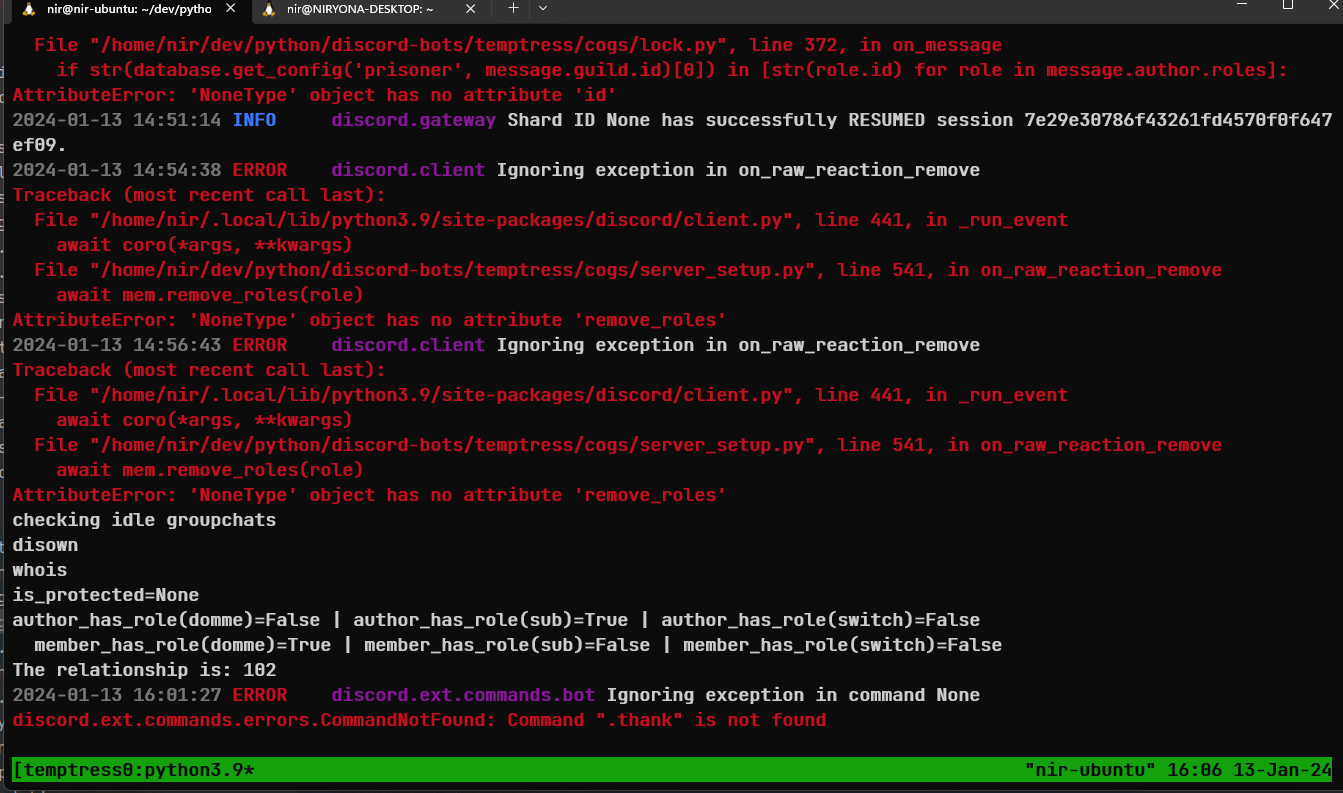 nir@nir-ubuntu: ~/dev/pytho
nir@NIRYONA-DESKTOP: ~
File "/home/nir/dev/python/discord-bots/temptress/cogs/lock.py", line 372, in on_message
if str(database.get_config('prisoner', message.guild.id)[0]) in [str(role.id) for role in message.author.roles]:
AttributeError: 'NoneType' object has no attribute 'id'
2024-01-13 14:51:14 INFO discord.gateway Shard ID None has successfully RESUMED session 7e29e30786f43261fd4570f0f647
ef09.
2024-01-13 14:54:38 ERROR discord.client Ignoring exception in on_raw_reaction_remove
Traceback (most recent call last):
File "/home/nir/.local/lib/python3.9/site-packages/discord/client.py", line 441, in _run_event
await coro(*args, **kwargs)
File "/home/nir/dev/python/discord-bots/temptress/cogs/server_setup.py", line 541, in on_raw_reaction_remove
await mem.remove_roles(role)
AttributeError: 'NoneType' object has no attribute 'remove_roles'
2024-01-13 14:56:43 ERROR discord.client Ignoring exception in on_raw_reaction_remove
Traceback (most recent call last):
File "/home/nir/.local/lib/python3.9/site-packages/discord/client.py", line 441, in _run_event
await coro(*args, **kwargs)
File "/home/nir/dev/python/discord-bots/temptress/cogs/server_setup.py", line 541, in on_raw_reaction_remove
await mem.remove_roles(role)
AttributeError: 'NoneType' object has no attribute 'remove_roles'
checking idle groupchats
disown
whois
is_protected=None
author_has_role(domme)=False | author_has_role(sub)=True | author_has_role(switch)=False
member_has_role(domme)=True | member_has_role(sub)=False | member_has_role(switch)=False
The relationship is: 102
2024-01-13 16:01:27 ERROR discord.ext.commands.bot Ignoring exception in command None
discord.ext.commands.errors.CommandNotFound: Command ".thank" is not found
[temptress0:python3.9* "nir-ubuntu" 16:06 13-Jan-24